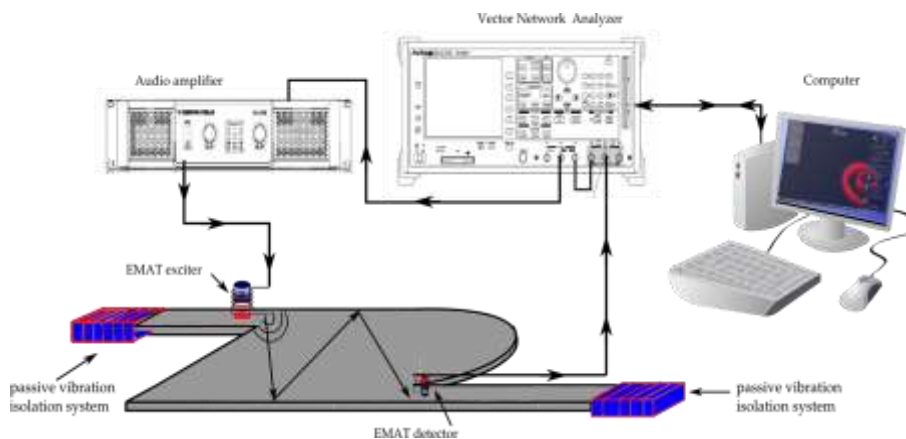 Vector Network Analyzer
Audio amplifier
Computer
EMAT exciter
passive vibration
isolation system
passive vibration
isolation system
EMAT detector